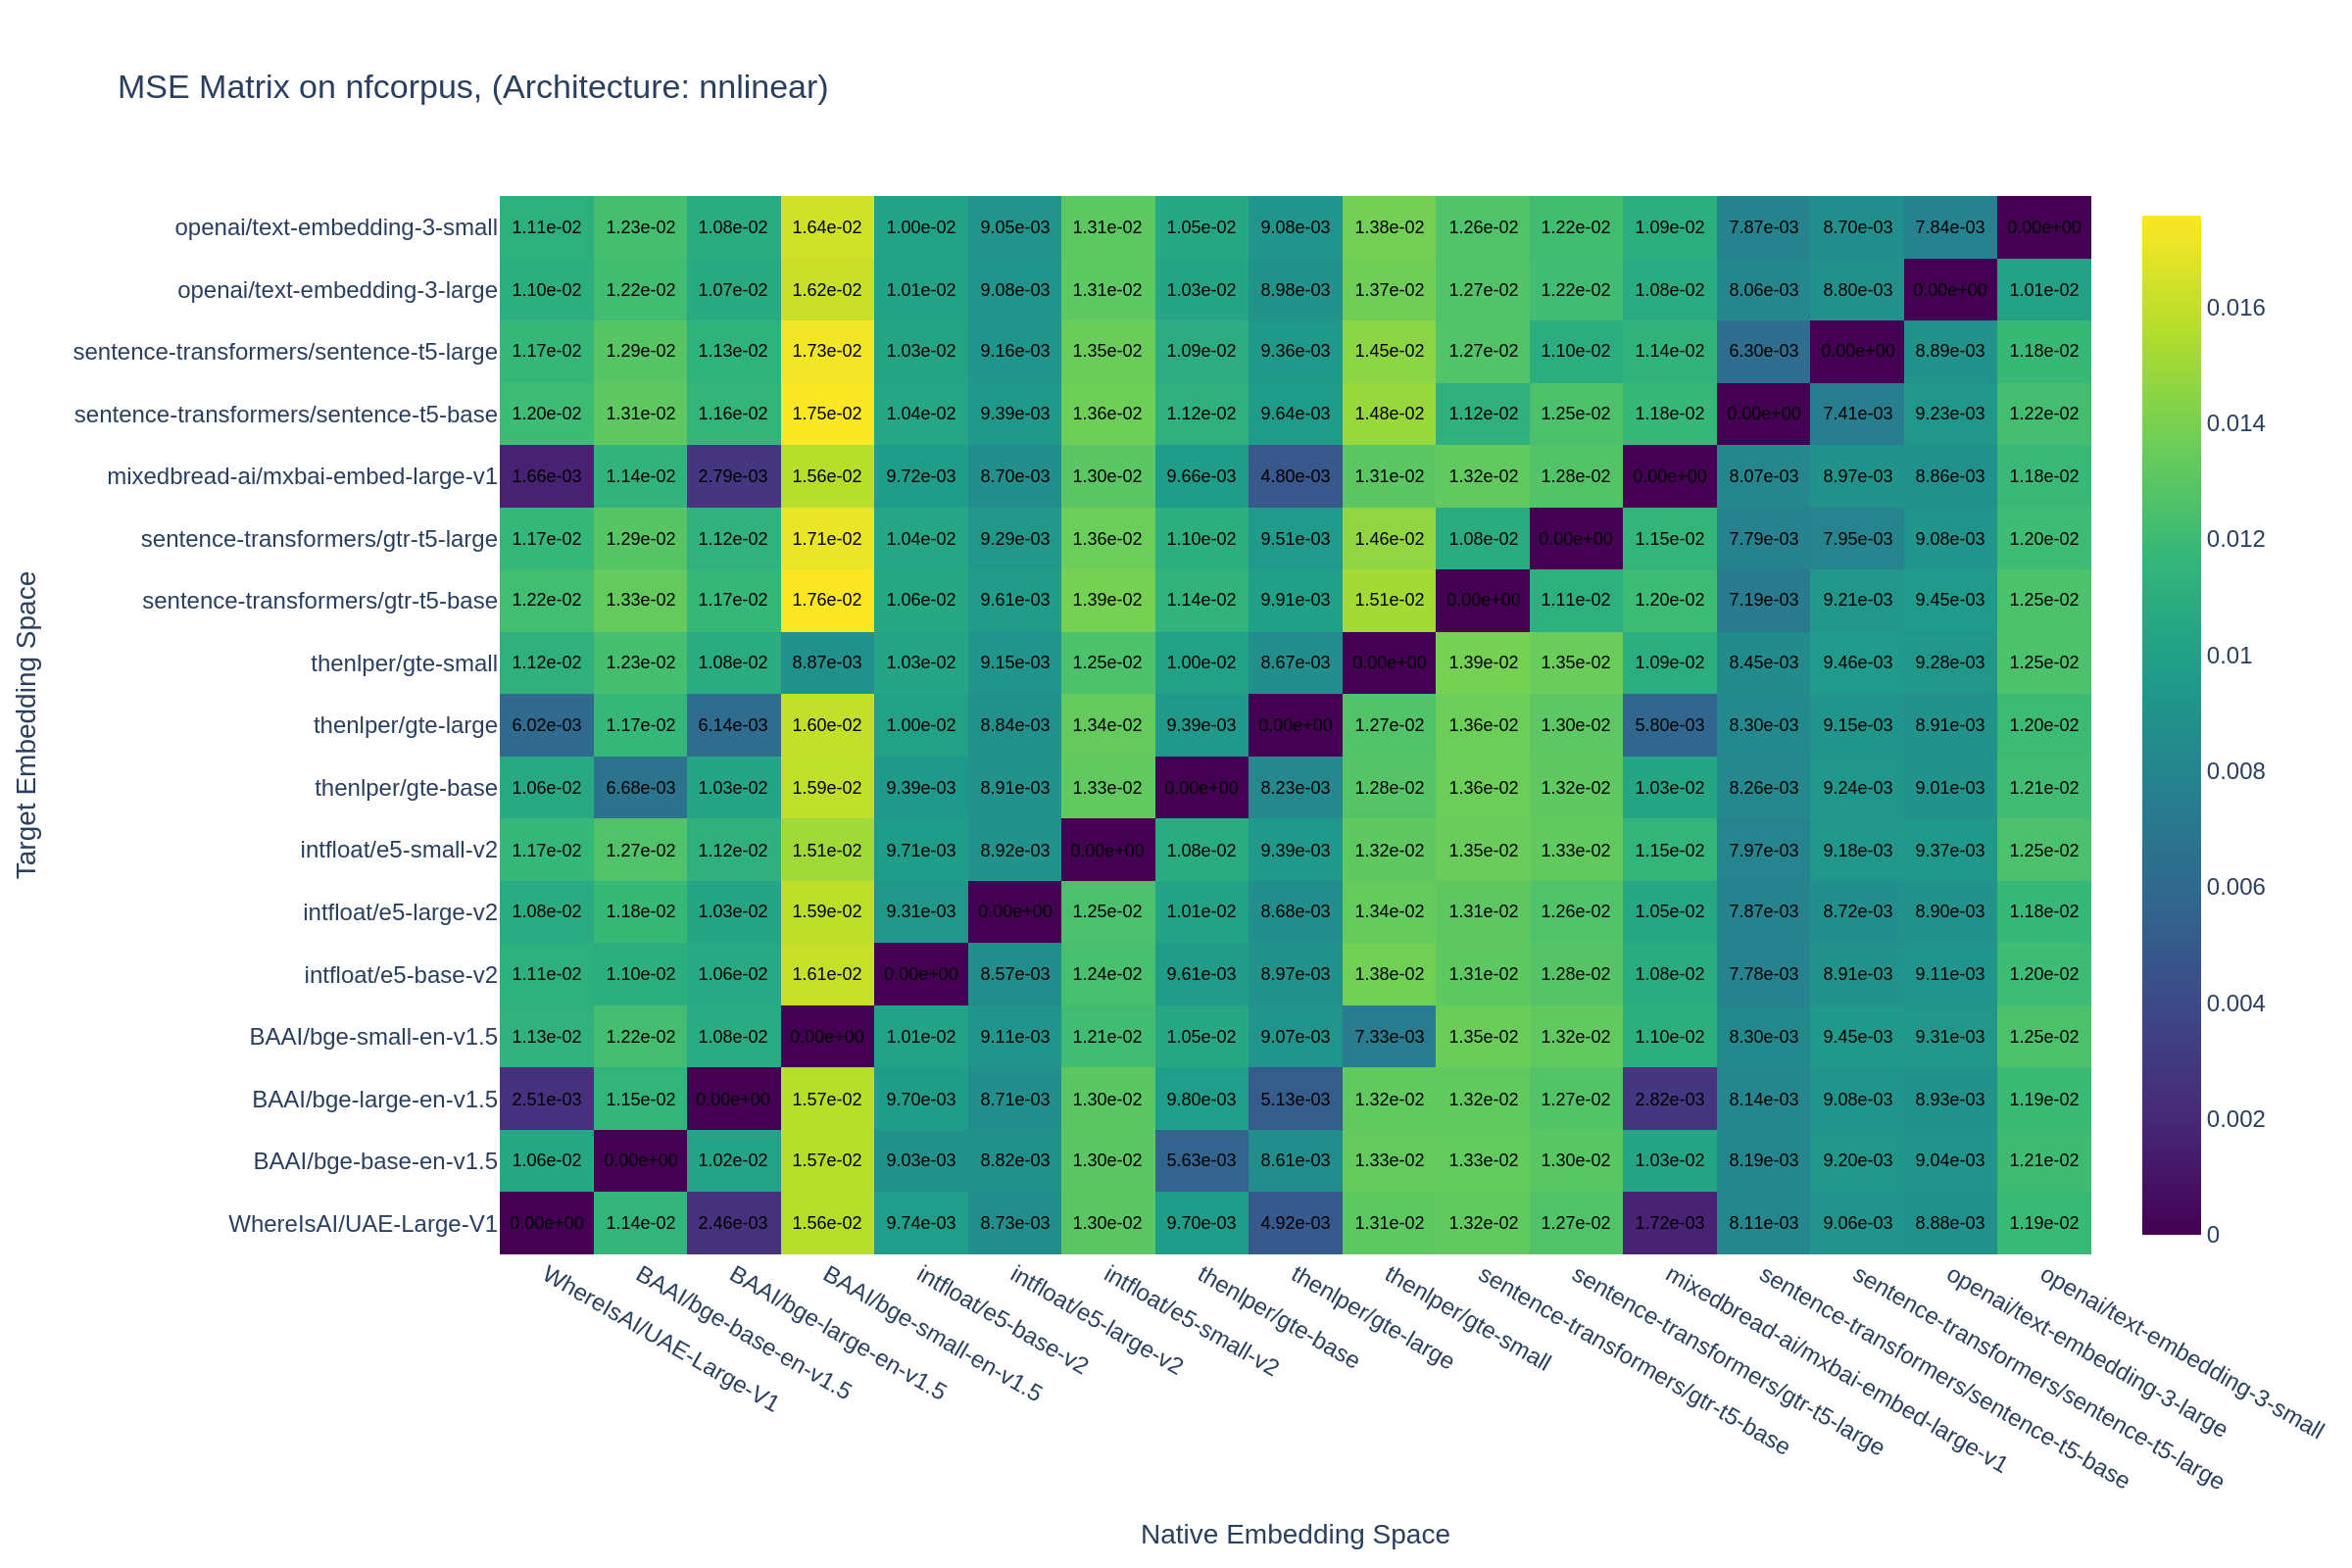 MSE Matrix on nfcorpus, (Architecture: nnlinear)
openai/text-embedding-3-small 1.11e-02 1.23e-02 1.08e-02 1.64e-02 1.00e-02 9.05e-03 1.31e-02 1.05e-02 9.08e-03 1.38e-02 1.26e-02 1.22e-02 1.09e-02 7.87e-03 8.70e-03 7.84e-03 0.00e+00
openai/text-embedding-3-large 1.10e-02 1.22e-02 1.07e-02 1.62e-02 1.01e-02 9.08e-03 1.31e-02 1.03e-02 8.98e-03 1.37e-02 1.27e-02 1.22e-02 1.08e-02 8.06e-03 8.80e-03 0.00e+00 1.01e-02
sentence-transformers/sentence-t5-large 1.17e-02 1.29e-02 1.13e-02 1.73e-02 1.03e-02 9.16e-03 1.35e-02 1.09e-02 9.36e-03 1.45e-02 1.27e-02 1.10e-02 1.14e-02 6.30e-03 0.00e+00 8.89e-03 1.18e-02
sentence-transformers/sentence-t5-base 1.20e-02 1.31e-02 1.16e-02 1.75e-02 1.04e-02 9.39e-03 1.36e-02 1.12e-02 9.64e-03 1.48e-02 1.12e-02 1.25e-02 1.18e-02 0.00e+00 7.41e-03 9.23e-03 1.22e-02
mixedbread-ai/mxbai-embed-large-v1 1.66e-03 1.14e-02 2.79e-03 1.56e-02 9.72e-03 8.70e-03 1.30e-02 9.66e-03 4.80e-03 1.31e-02 1.32e-02 1.28e-02 0.00e+00 8.07e-03 8.97e-03 8.86e-03 1.18e-02
sentence-transformers/gtr-t5-large 1.17e-02 1.29e-02 1.12e-02 1.71e-02 1.04e-02 9.29e-03 1.36e-02 1.10e-02 9.51e-03 1.46e-02 1.08e-02 0.00e+00 1.15e-02 7.79e-03 7.95e-03 9.08e-03 1.20e-02
sentence-transformers/gtr-t5-base 1.22e-02 1.33e-02 1.17e-02 1.76e-02 1.06e-02 9.61e-03 1.39e-02 1.14e-02 9.91e-03 1.51e-02 0.00e+00 1.11e-02 1.20e-02 7.19e-03 9.21e-03 9.45e-03 1.25e-02
thenlper/gte-small 1.12e-02 1.23e-02 1.08e-02 8.87e-03 1.03e-02 9.15e-03 1.25e-02 1.00e-02 8.67e-03 0.00e+00 1.39e-02 1.35e-02 1.09e-02 8.45e-03 9.46e-03 9.28e-03 1.25e-02
thenlper/gte-large 6.02e-03 1.17e-02 6.14e-03 1.60e-02 1.00e-02 8.84e-03 1.34e-02 9.39e-03 0.00e+00 1.27e-02 1.36e-02 1.30e-02 5.80e-03 8.30e-03 9.15e-03 8.91e-03 1.20e-02
thenlper/gte-base 1.06e-02 6.68e-03 1.03e-02 1.59e-02 9.39e-03 8.91e-03 1.33e-02 0.00e+00 8.23e-03 1.28e-02 1.36e-02 1.32e-02 1.03e-02 8.26e-03 9.24e-03 9.01e-03 1.21e-02
intfloat/e5-small-v2 1.17e-02 1.27e-02 1.12e-02 1.51e-02 9.71e-03 8.92e-03 0.00e+00 1.08e-02 9.39e-03 1.32e-02 1.35e-02 1.33e-02 1.15e-02 7.97e-03 9.18e-03 9.37e-03 1.25e-02
intfloat/e5-large-v2 1.08e-02 1.18e-02 1.03e-02 1.59e-02 9.31e-03 0.00e+00 1.25e-02 1.01e-02 8.68e-03 1.34e-02 1.31e-02 1.26e-02 1.05e-02 7.87e-03 8.72e-03 8.90e-03 1.18e-02
intfloat/e5-base-v2 1.11e-02 1.10e-02 1.06e-02 1.61e-02 0.00e+00 8.57e-03 1.24e-02 9.61e-03 8.97e-03 1.38e-02 1.31e-02 1.28e-02 1.08e-02 7.78e-03 8.91e-03 9.11e-03 1.20e-02
BAAI/bge-small-en-v1.5 1.13e-02 1.22e-02 1.08e-02 0.00e+00 1.01e-02 9.11e-03 1.21e-02 1.05e-02 9.07e-03 7.33e-03 1.35e-02 1.32e-02 1.10e-02 8.30e-03 9.45e-03 9.31e-03 1.25e-02
BAAI/bge-large-en-v1.5 2.51e-03 1.15e-02 0.00e+00 1.57e-02 9.70e-03 8.71e-03 1.30e-02 9.80e-03 5.13e-03 1.32e-02 1.32e-02 1.27e-02 2.82e-03 8.14e-03 9.08e-03 8.93e-03 1.19e-02
BAAI/bge-base-en-v1.5 1.06e-02 0.00e+00 1.02e-02 1.57e-02 9.03e-03 8.82e-03 1.30e-02 5.63e-03 8.61e-03 1.33e-02 1.33e-02 1.30e-02 1.03e-02 8.19e-03 9.20e-03 9.04e-03 1.21e-02
WhereIsAI/UAE-Large-V1 0.00e+00 1.14e-02 2.46e-03 1.56e-02 9.74e-03 8.73e-03 1.30e-02 9.70e-03 4.92e-03 1.31e-02 1.32e-02 1.27e-02 1.72e-03 8.11e-03 9.06e-03 8.88e-03 1.19e-02
Target Embedding Space
WhereIsAI/UAE-Large-V1
BAAI/bge-base-en-v1.5
BAAI/bge-large-en-v1.5
BAAI/bge-small-en-v1.5
intfloat/e5-base-v2
intfloat/e5-large-v2
intfloat/e5-small-v2
thenlper/gte-base
thenlper/gte-large
thenlper/gte-small
sentence-transformers/gtr-t5-base
sentence-transformers/gtr-t5-large
mixedbread-ai/mxbai-embed-large-v1
sentence-transformers/sentence-t5-base
sentence-transformers/sentence-t5-large
openai/text-embedding-3-large
openai/text-embedding-3-small
Native Embedding Space
0.016
0.014
0.012
0.01
0.008
0.006
0.004
0.002
0